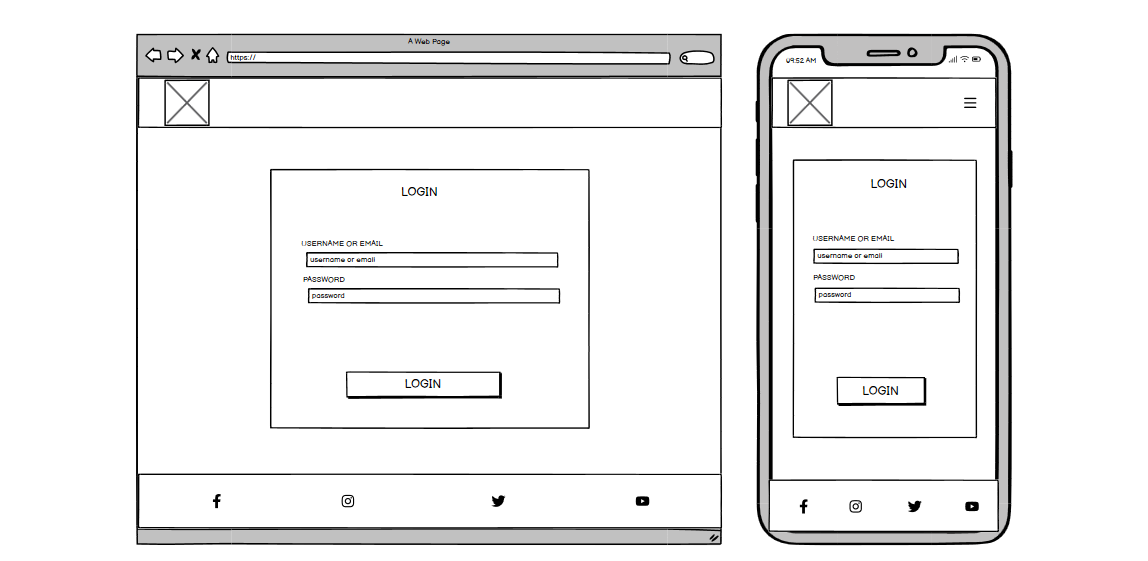 A Web Page
https://
LOGIN
USERNAME OR EMAIL
username or email
PASSWORD
password
LOGIN
09:52 AM
LOGIN
USERNAME OR EMAIL
username or email
PASSWORD
password
LOGIN